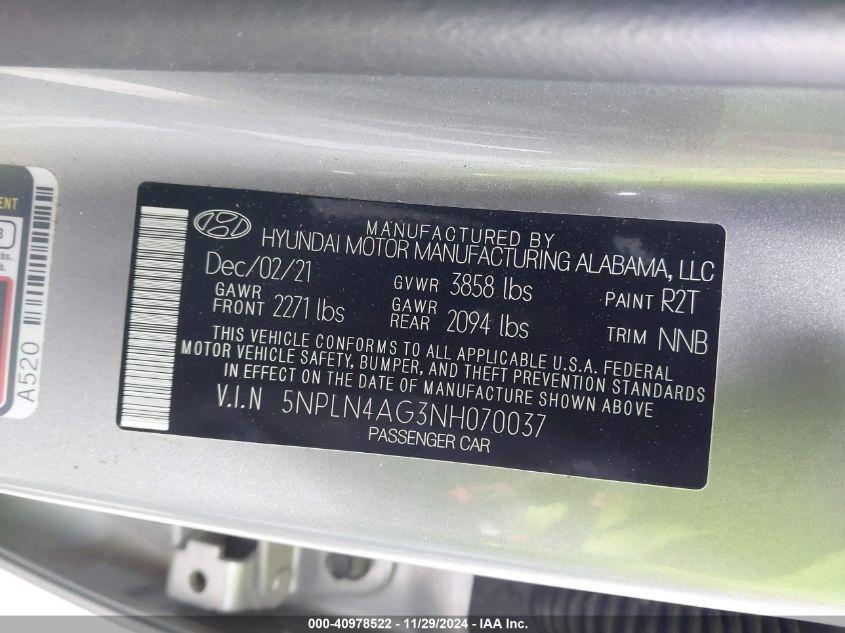 MANUFACTURED BY
HYUNDAI MOTOR MANUFACTURING ALABAMA, LLC
Dec/02/21 GVWR 3858 lbs PAINT R2T
GAWR FRONT 2271 lbs GAWR REAR 2094 lbs TRIM NNB
THIS VEHICLE CONFORMS TO ALL APPLICABLE U.S.A. FEDERAL
MOTOR VEHICLE SAFETY, BUMPER, AND THEFT PREVENTION STANDARDS
IN EFFECT ON THE DATE OF MANUFACTURE SHOWN ABOVE
V.I.N 5NPLN4AG3NH070037
PASSENGER CAR
A520
000-40978522 - 11/29/2024 - IAA Inc.